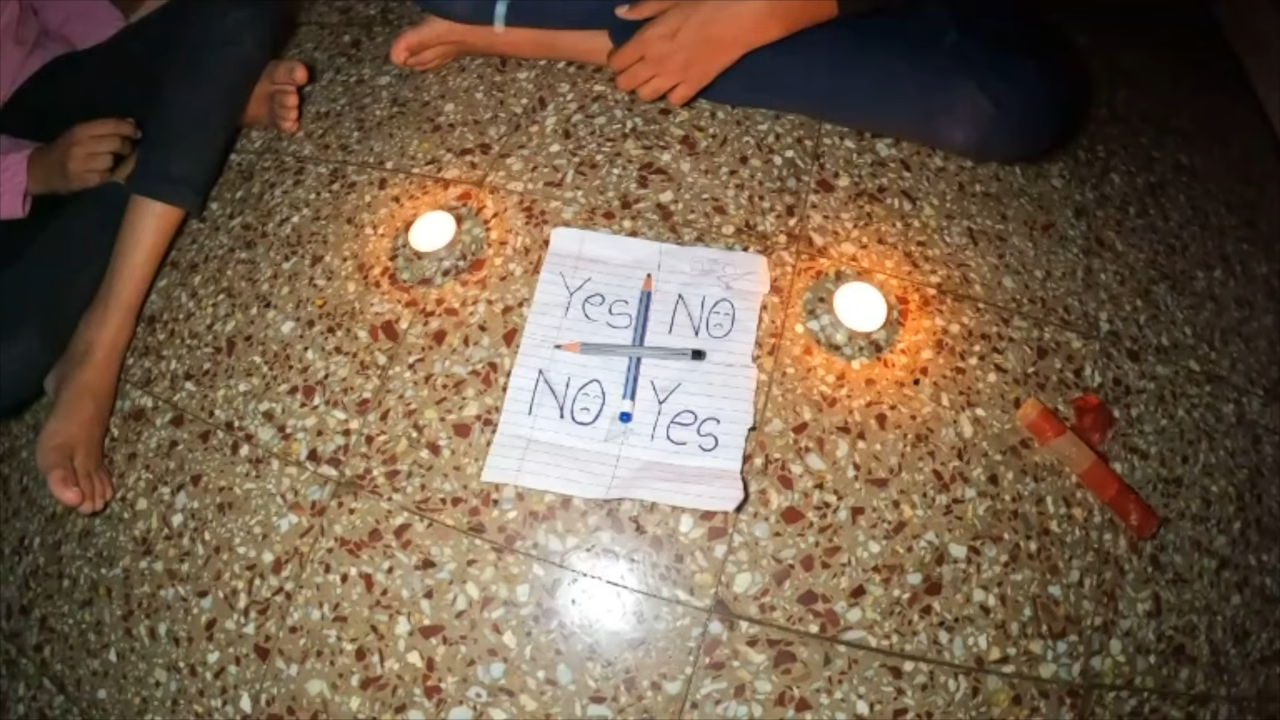 Yes NO
NO Yes